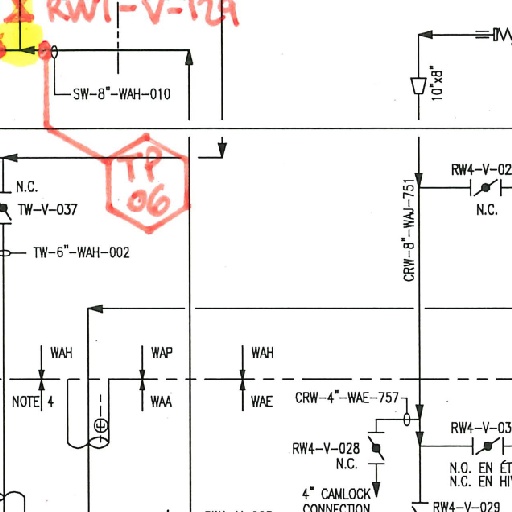 RW1-V-129
SW-8"-WAH-010
10"x8"
TP
06
N.C.
TW-V-037
TW-6"-WAH-002
RW4-V-02
N.C.
CRW-8"-WAJ-751
WAH
WAP
WAH
NOTE 4
WAA
WAE
CRW-4"-WAE-757
RW4-V-028
N.C.
RW4-V-03
N.O. EN ÉT
N.C. EN HI
4" CAMLOCK
CONNECTION
RW4-V-029